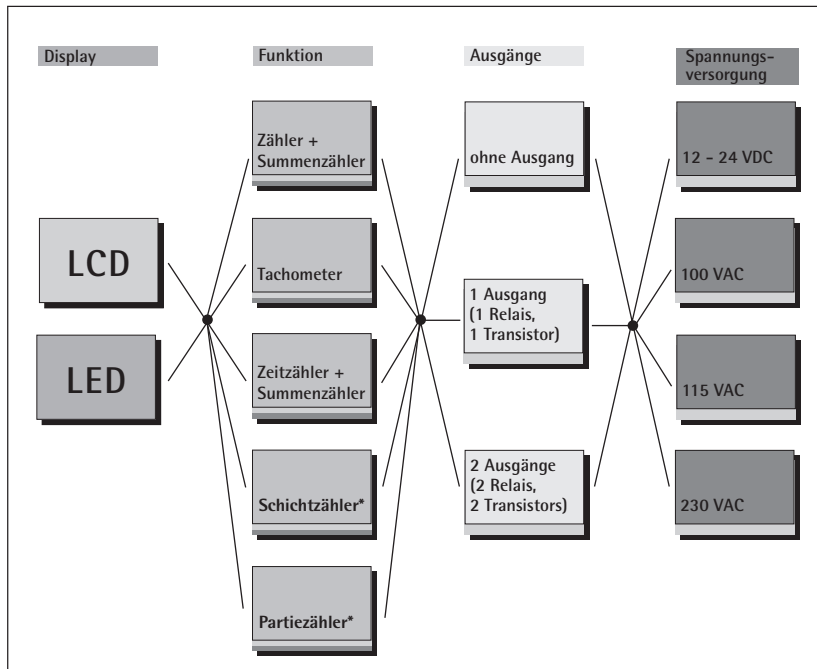 Display
Funktion
Ausgänge
Spannungs-
versorgung
LCD
LED
Zähler +
Summenzähler
Tachometer
Zeitzähler +
Summenzähler
Schichtzähler*
Partiezähler*
ohne Ausgang
1 Ausgang
(1 Relais,
1 Transistor)
2 Ausgänge
(2 Relais,
2 Transistors)
12 - 24 VDC
100 VAC
115 VAC
230 VAC